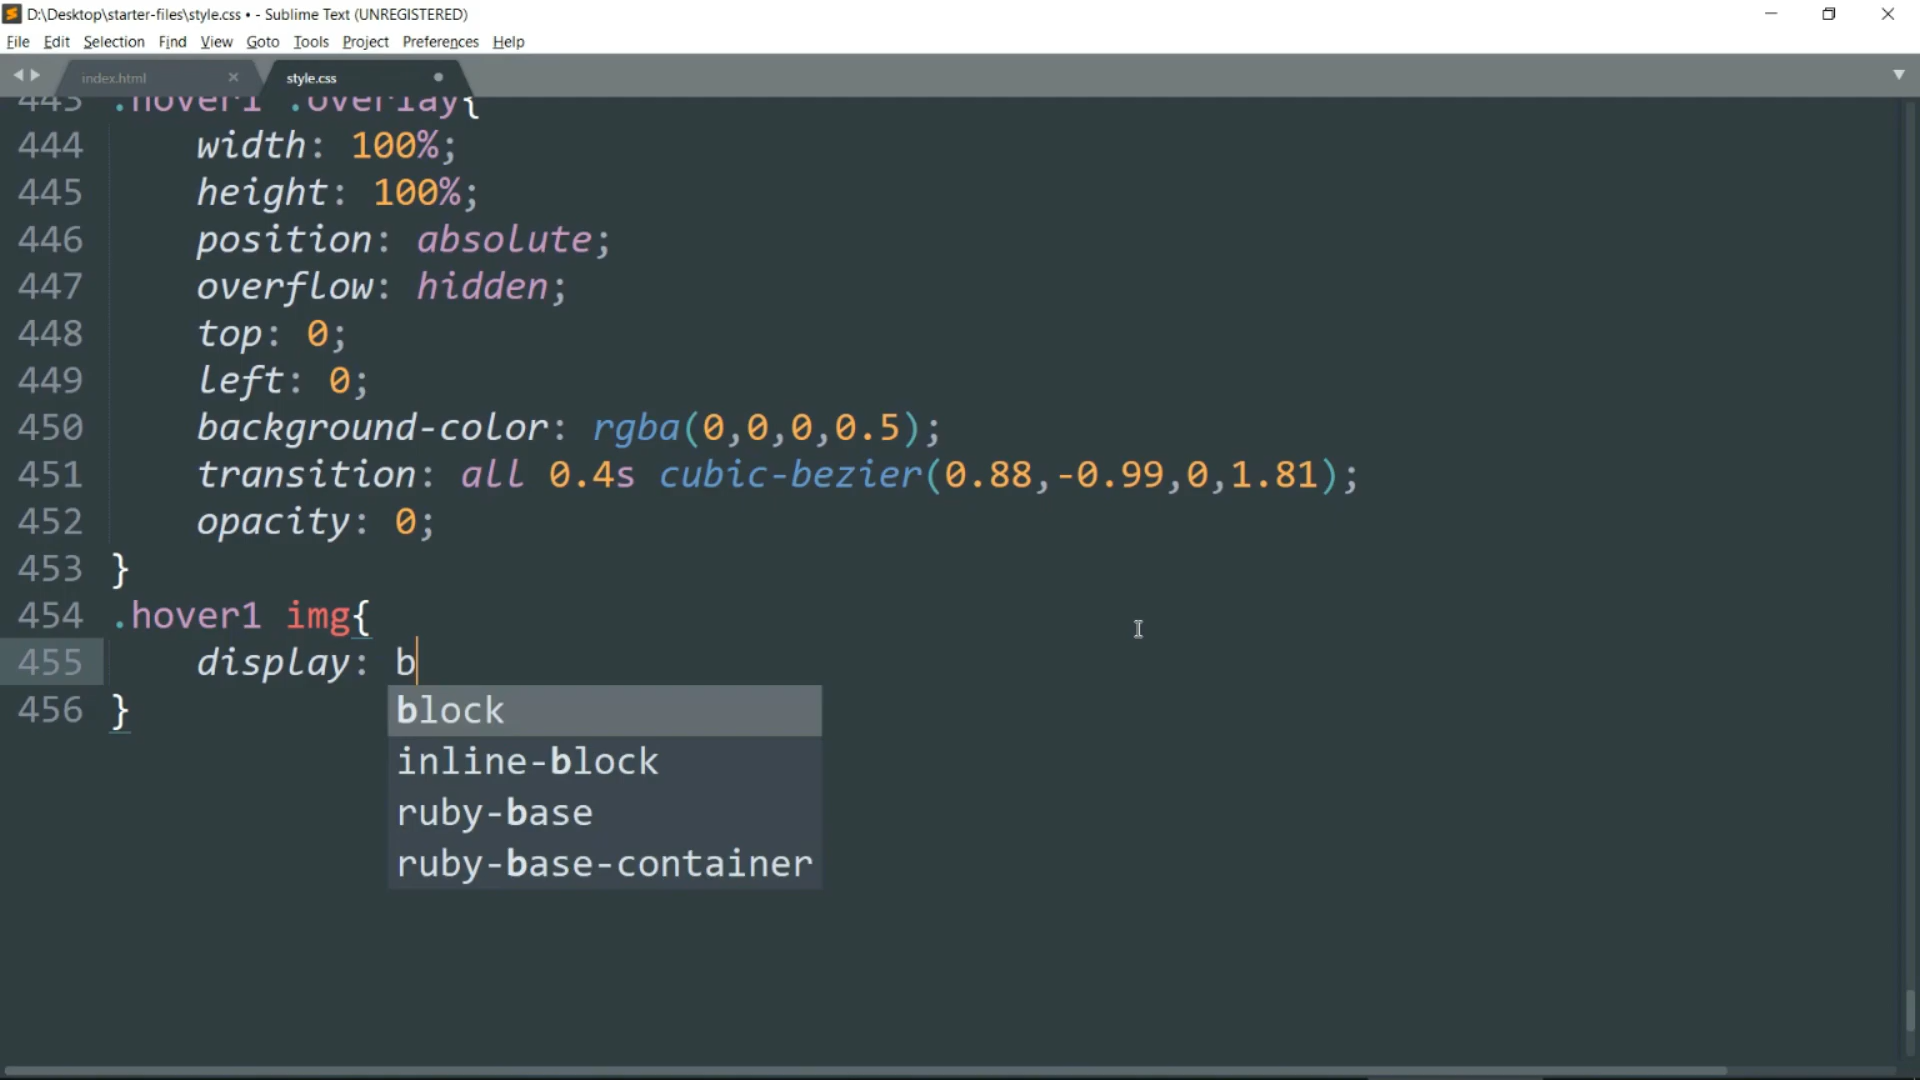 D:\Desktop\starter-files\style.css • - Sublime Text (UNREGISTERED)
File Edit Selection Find View Goto Tools Project Preferences Help
index.html style.css
443 .hover1 .overlay{
444 width: 100%;
445 height: 100%;
446 position: absolute;
447 overflow: hidden;
448 top: 0;
449 left: 0;
450 background-color: rgba(0,0,0,0.5);
451 transition: all 0.4s cubic-bezier(0.88,-0.99,0,1.81);
452 opacity: 0;
453 }
454 .hover1 img{
455 display: b
456 }
block
inline-block
ruby-base
ruby-base-container